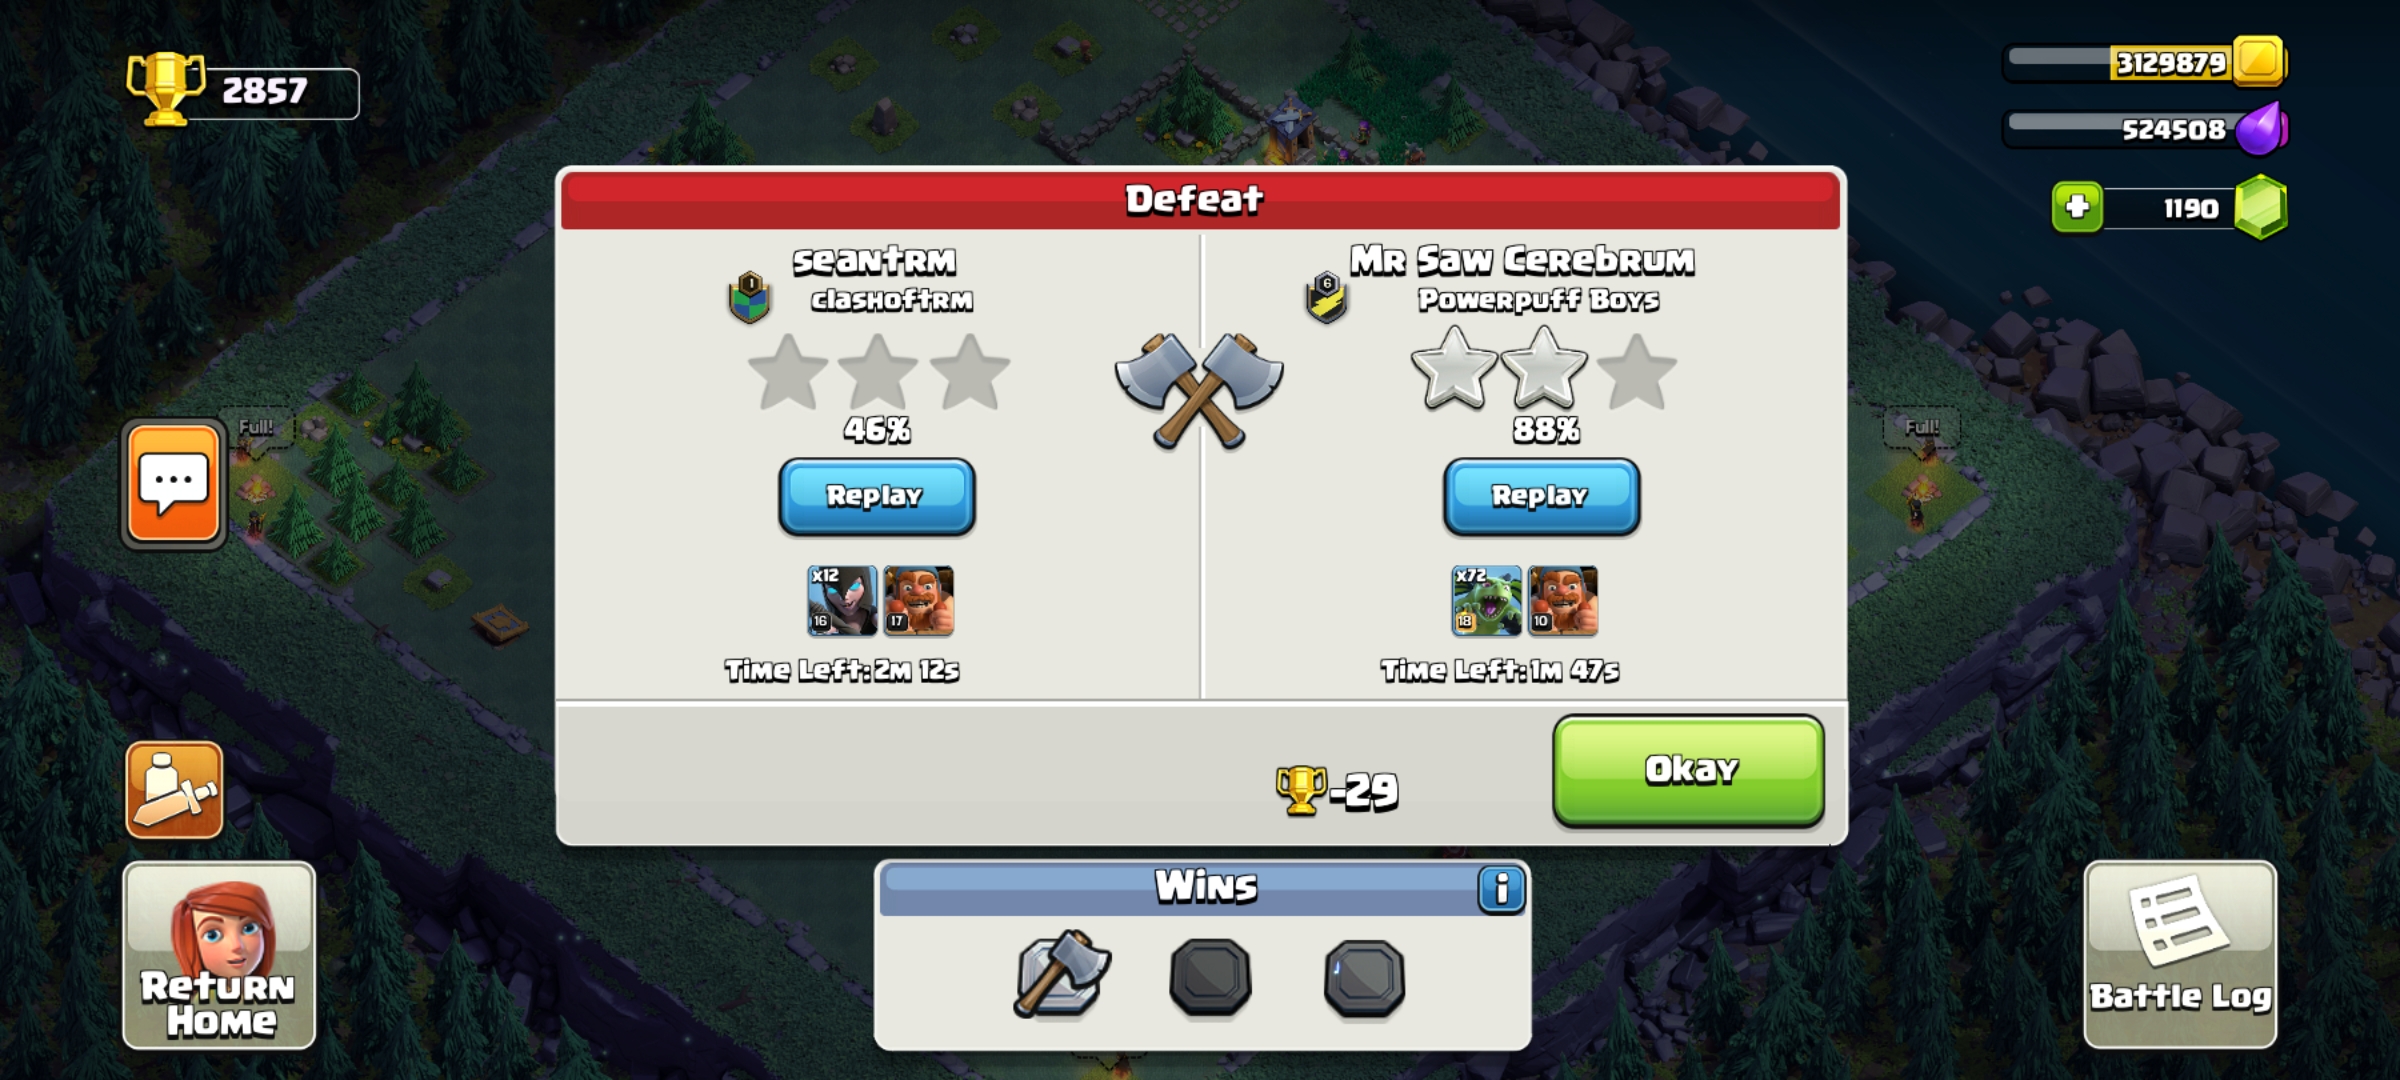 2857
3129879
524508
1190
Defeat
seantrm
clashoftrm
1
46%
Replay
x12
16
17
Time Left: 2m 12s
Mr Saw Cerebrum
Powerpuff Boys
6
88%
Replay
x72
18
10
Time Left: 1m 47s
Full!
Full!
-29
Okay
Wins
i
Return
Home
Battle Log